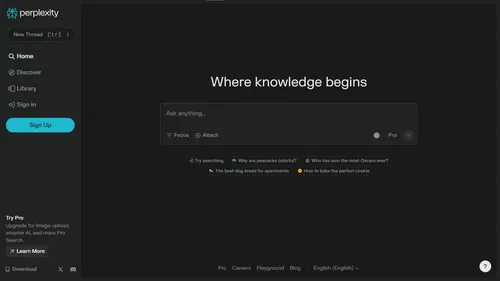 perplexity
New Thread Ctrl I
Home
Discover
Library
Sign in
Sign Up
Where knowledge begins
Ask anything...
Focus Attach Pro
Try searching Why are peacocks colorful? Who has won the most Oscars ever?
The best dog breed for apartments How to bake the perfect cookie
Try Pro
Upgrade for image upload,
smarter AI, and more Pro
Search.
Learn More
Download
Pro Careers Playground Blog English (English)
?